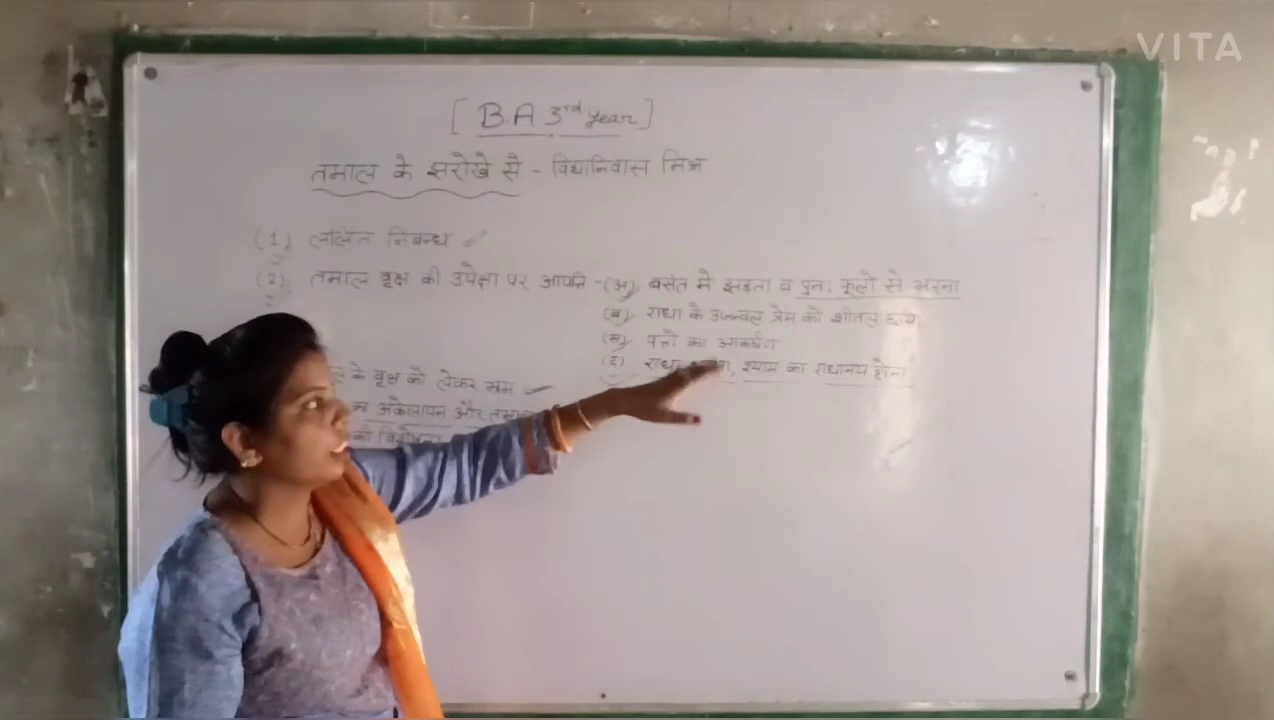 VITA
[B.A 3rd year]
तमाल के झरोखे से - विद्यानिवास मिश्र
(1) ललित निबन्ध
(2) तमाल वृक्ष की उपेक्षा पर आपत्ति - (अ) बसंत मे झड़ता व पुन: फूलो से भरना
(ब) राधा के उज्ज्वल प्रेम की शीतल छाया
(स) पत्तो का आकर्षण
(द) राधा श्याम का राधामय होना
के वृक्ष को लेकर भ्रम
का अकेलापन और
की विशेषता